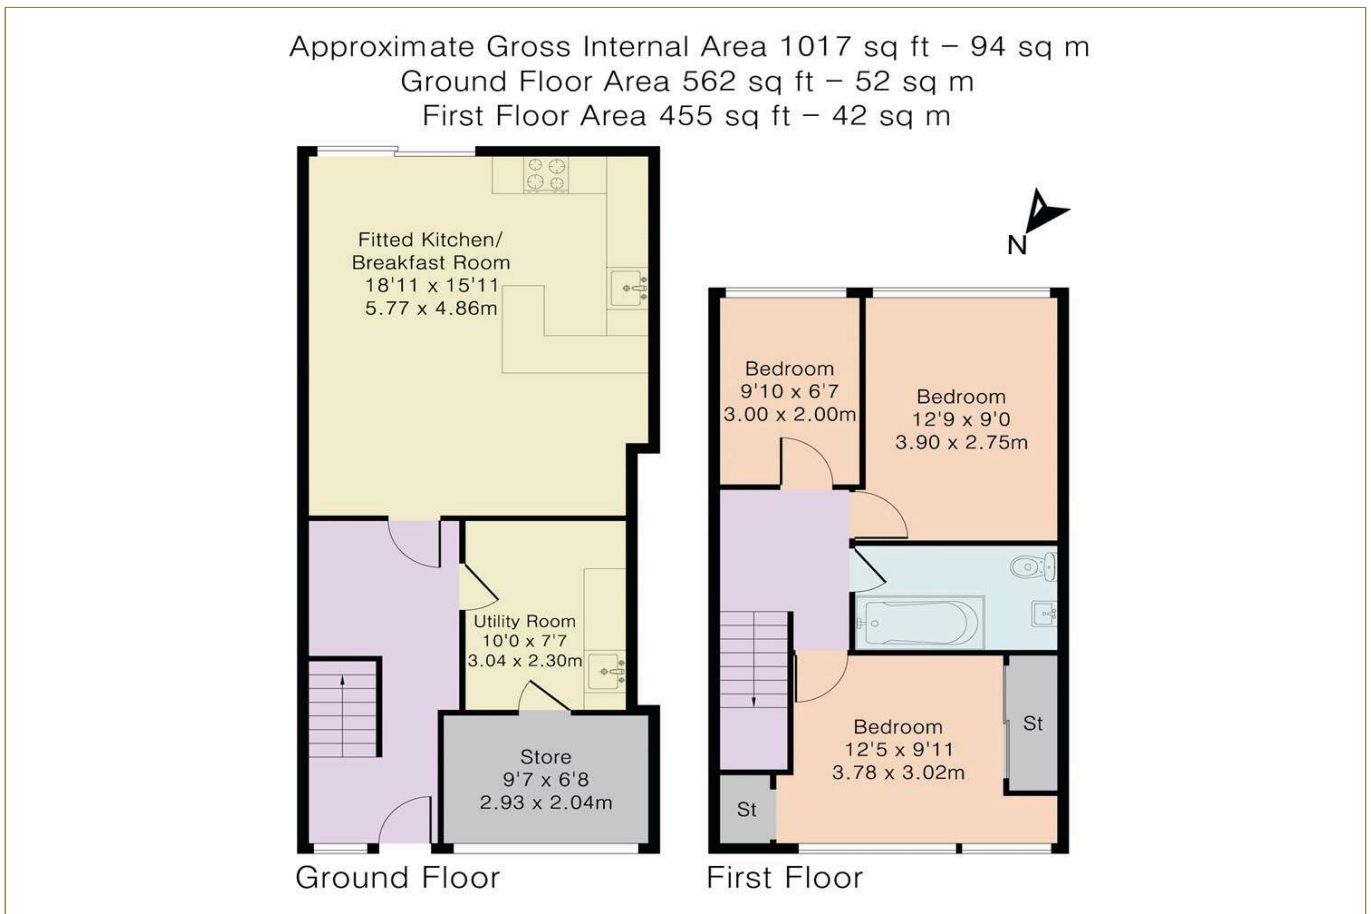 Approximate Gross Internal Area 1017 sq ft – 94 sq m
Ground Floor Area 562 sq ft – 52 sq m
First Floor Area 455 sq ft – 42 sq m
Fitted Kitchen/
Breakfast Room
18'11 x 15'11
5.77 x 4.86m
Utility Room
10'0 x 7'7
3.04 x 2.30m
Store
9'7 x 6'8
2.93 x 2.04m
Ground Floor
N
Bedroom
9'10 x 6'7
3.00 x 2.00m
Bedroom
12'9 x 9'0
3.90 x 2.75m
Bedroom
12'5 x 9'11
3.78 x 3.02m
St
St
First Floor